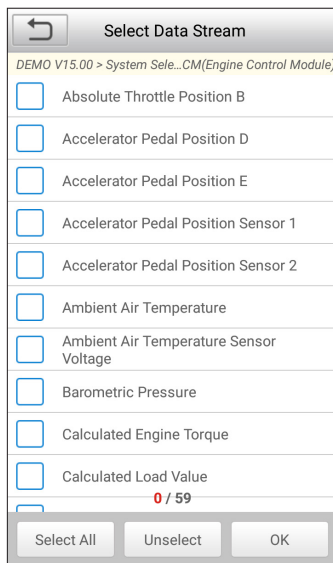 Select Data Stream
DEMO V15.00 > System Sele...CM(Engine Control Module)
Absolute Throttle Position B
Accelerator Pedal Position D
Accelerator Pedal Position E
Accelerator Pedal Position Sensor 1
Accelerator Pedal Position Sensor 2
Ambient Air Temperature
Ambient Air Temperature Sensor
Voltage
Barometric Pressure
Calculated Engine Torque
Calculated Load Value
0 / 59
Select All Unselect OK